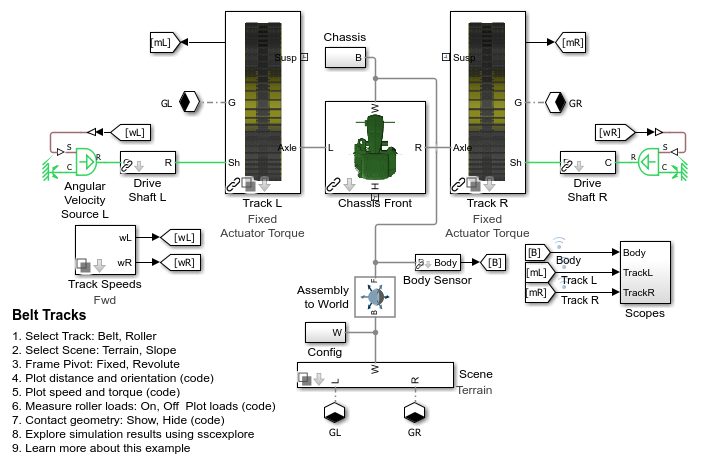 [mL]
Susp
GL
G
Axle
Sh
Track L
Fixed
Actuator Torque
Chassis
B
W
L
R
H
Chassis Front
Susp
[mR]
G
GR
Axle
Sh
Track R
Fixed
Actuator Torque
[wL]
S
C
R
Angular
Velocity
Source L
R
Drive
Shaft L
[wR]
S
C
R
C
Drive
Shaft R
Angular
Velocity
Source R
wL
wR
[wL]
[wR]
Track Speeds
Fwd
B
Body
[B]
Body Sensor
Assembly
to World
F
B
W
Config
W
L
R
Scene
Terrain
GL
GR
[B]
Body
[mL]
Track L
[mR]
Track R
Body
TrackL
TrackR
Scopes
Belt Tracks
1. Select Track: Belt, Roller
2. Select Scene: Terrain, Slope
3. Frame Pivot: Fixed, Revolute
4. Plot distance and orientation (code)
5. Plot speed and torque (code)
6. Measure roller loads: On, Off  Plot loads (code)
7. Contact geometry: Show, Hide (code)
8. Explore simulation results using sscexplore
9. Learn more about this example